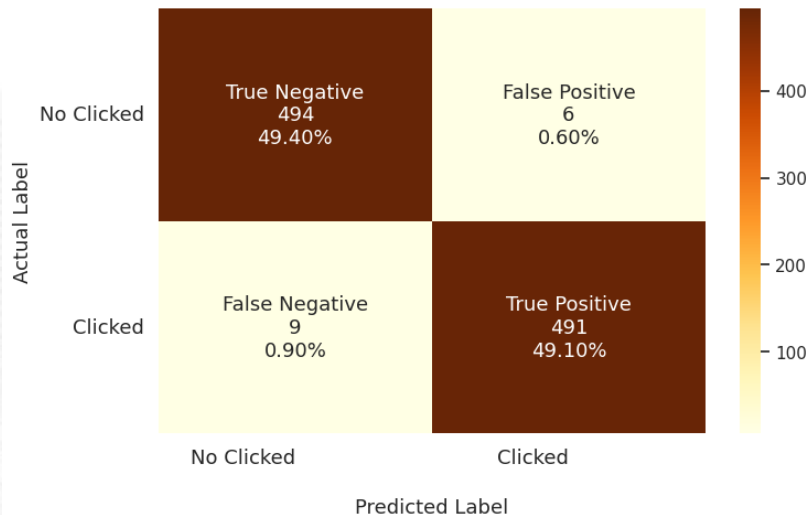 True Negative
494
49.40%
False Positive
6
0.60%
No Clicked
False Negative
9
0.90%
True Positive
491
49.10%
Clicked
Actual Label
No Clicked
Clicked
Predicted Label
400
300
200
100